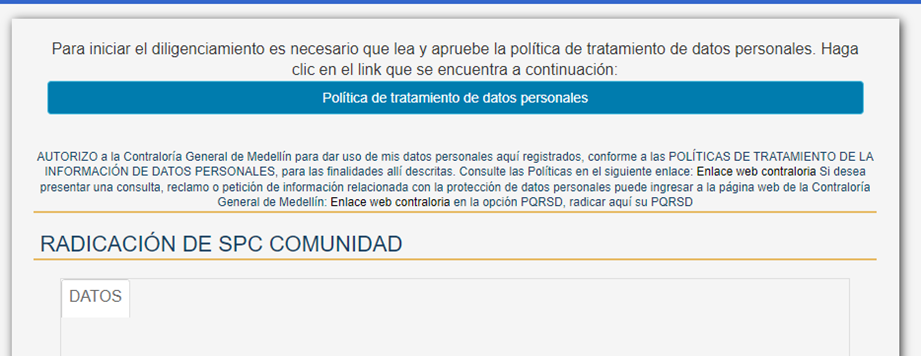 Para iniciar el diligenciamiento es necesario que lea y apruebe la política de tratamiento de datos personales. Haga
clic en el link que se encuentra a continuación:
Política de tratamiento de datos personales
AUTORIZO a la Contraloría General de Medellín para dar uso de mis datos personales aquí registrados, conforme a las POLÍTICAS DE TRATAMIENTO DE LA
INFORMACIÓN DE DATOS PERSONALES, para las finalidades allí descritas. Consulte las Políticas en el siguiente enlace: Enlace web contraloria Si desea
presentar una consulta, reclamo o petición de información relacionada con la protección de datos personales puede ingresar a la página web de la Contraloría
General de Medellín: Enlace web contraloria en la opción PQRSD, radicar aquí su PQRSD
RADICACIÓN DE SPC COMUNIDAD
DATOS